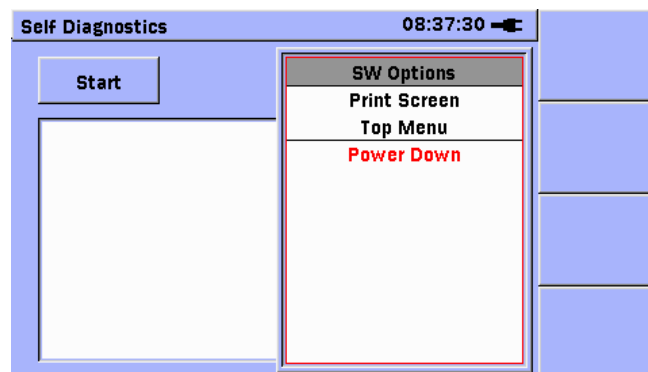 Self Diagnostics 08:37:30
Start
SW Options
Print Screen
Top Menu
Power Down